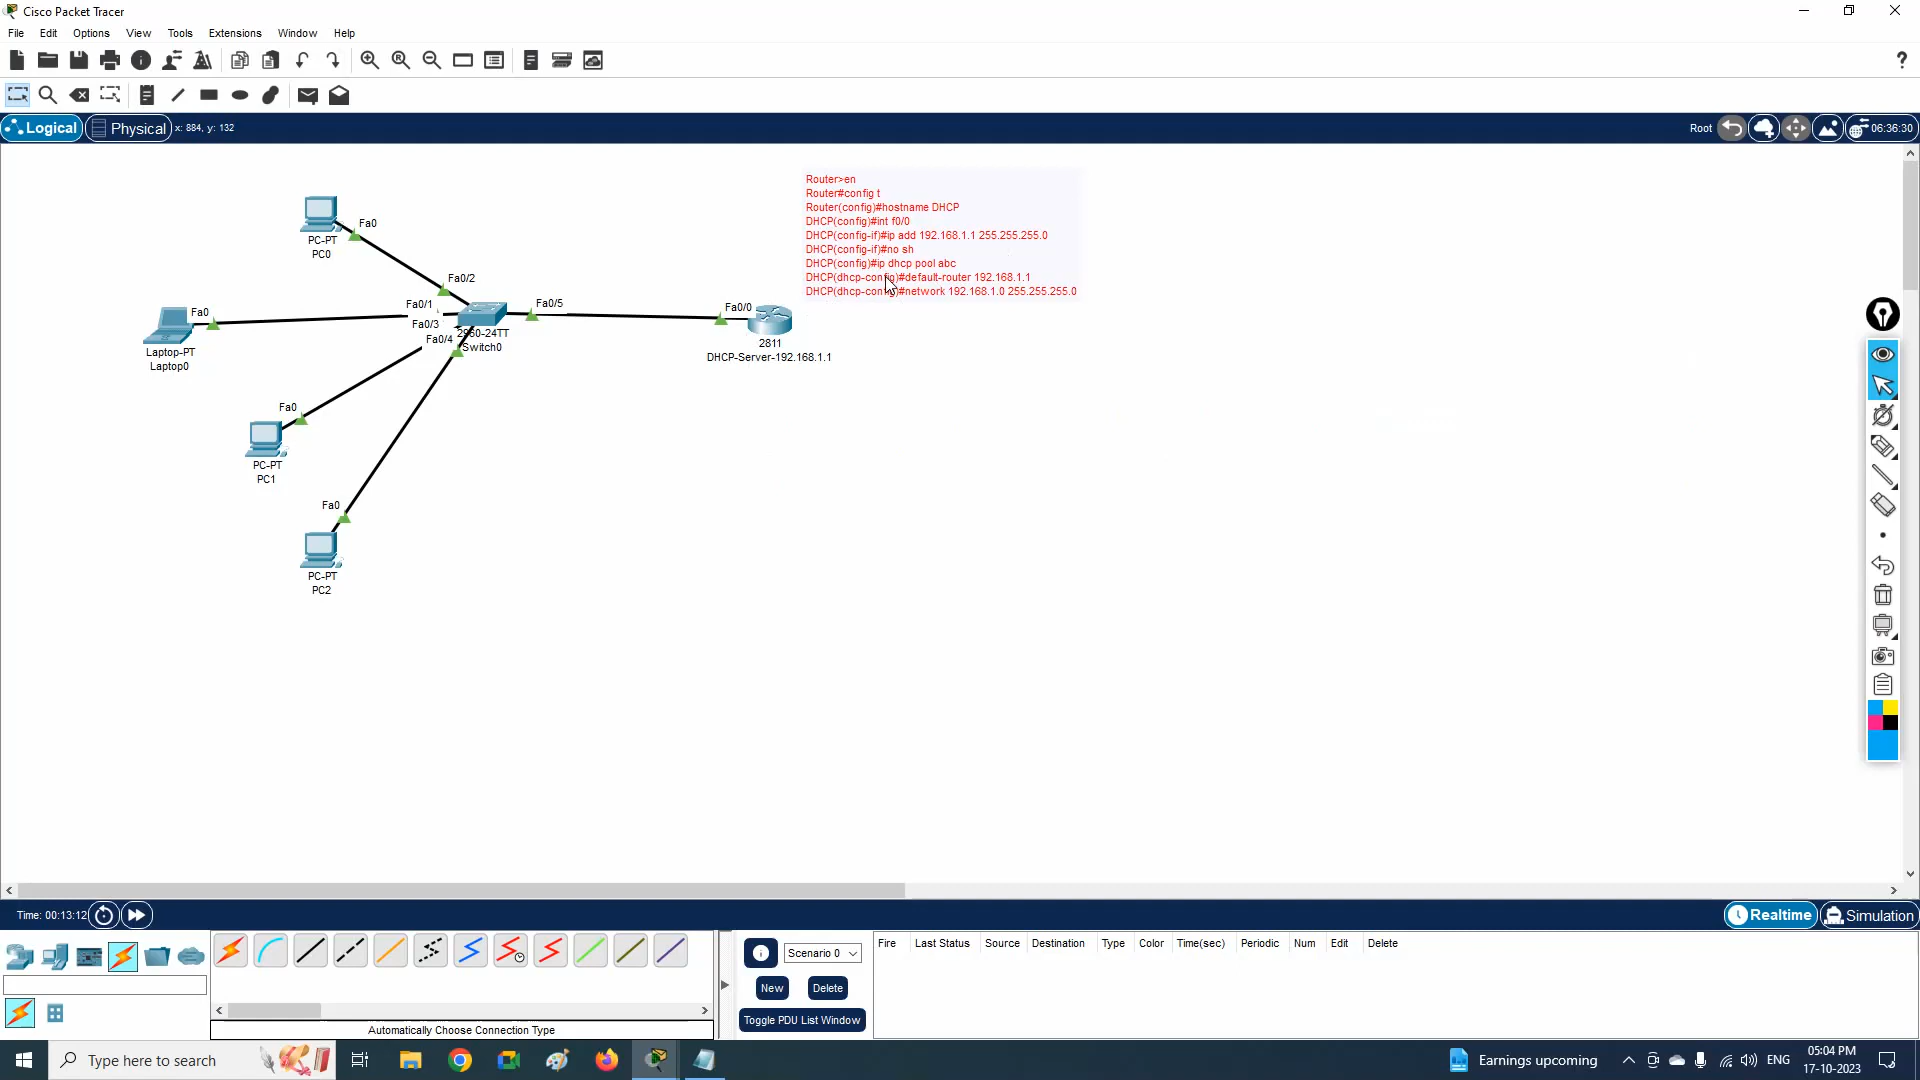 Cisco Packet Tracer
File Edit Options View Tools Extensions Window Help
?
Logical Physical x: 884, y: 132 Root 06:36:30
Router>en
Router#config t
Router(config)#hostname DHCP
DHCP(config)#int f0/0
DHCP(config-if)#ip add 192.168.1.1 255.255.255.0
DHCP(config-if)#no sh
DHCP(config)#ip dhcp pool abc
DHCP(dhcp-config)#default-router 192.168.1.1
DHCP(dhcp-config)#network 192.168.1.0 255.255.255.0
Fa0
PC-PT
PC0
Fa0/2
Fa0/1
Fa0/3
Fa0/4
Fa0/5
2960-24TT
Switch0
Fa0
Laptop-PT
Laptop0
Fa0/0
2811
DHCP-Server-192.168.1.1
Fa0
PC-PT
PC1
Fa0
PC-PT
PC2
Time: 00:13:12 Realtime Simulation
Scenario 0
New Delete
Toggle PDU List Window
Fire Last Status Source Destination Type Color Time(sec) Periodic Num Edit Delete
Automatically Choose Connection Type
Type here to search
Earnings upcoming ENG
05:04 PM
17-10-2023